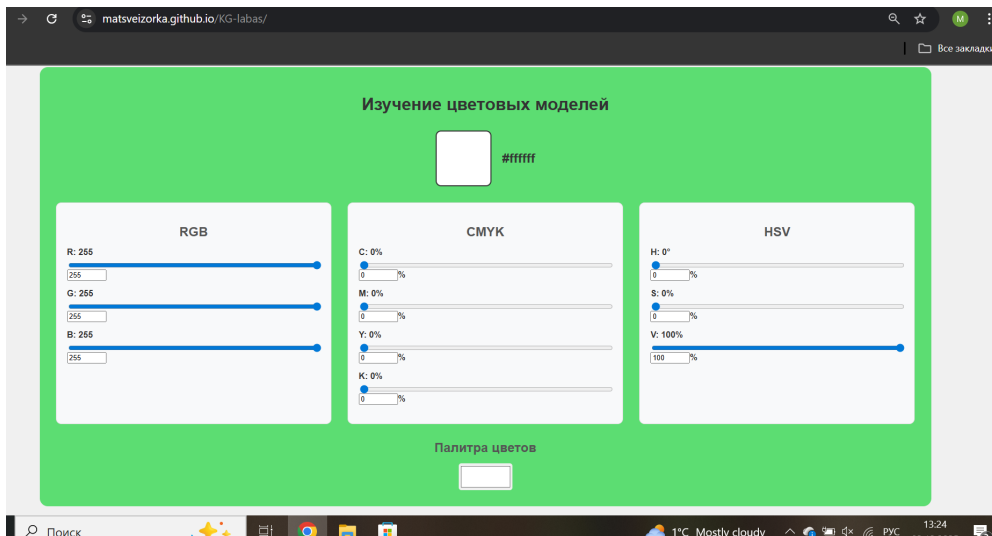 matsveizorka.github.io/KG-labas/
M
Все закладки
Изучение цветовых моделей
#ffffff
RGB
R: 255
255
G: 255
255
B: 255
255
CMYK
C: 0%
0 %
M: 0%
0 %
Y: 0%
0 %
K: 0%
0 %
HSV
H: 0°
0 %
S: 0%
0 %
V: 100%
100 %
Палитра цветов
Поиск
1°C Mostly cloudy
РУС
13:24